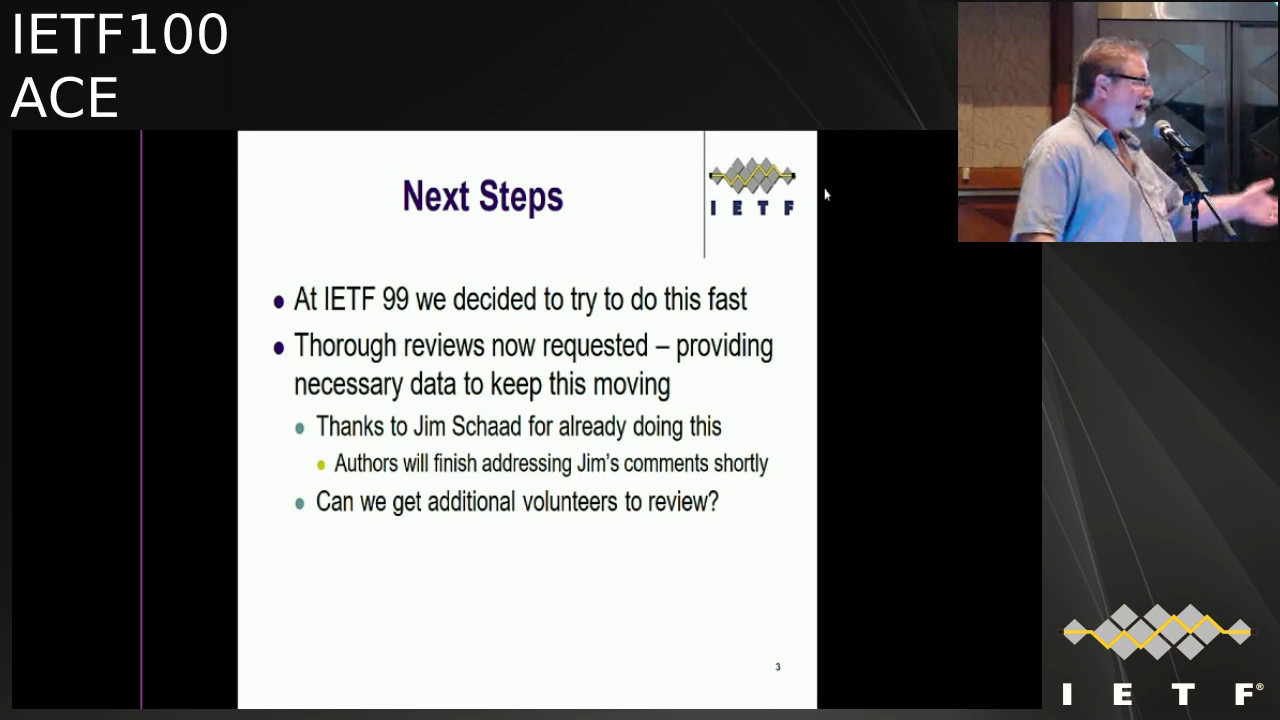 IETF100
ACE
Next Steps
I E T F
● At IETF 99 we decided to try to do this fast
● Thorough reviews now requested – providing
necessary data to keep this moving
● Thanks to Jim Schaad for already doing this
● Authors will finish addressing Jim's comments shortly
● Can we get additional volunteers to review?
3
I E T F®